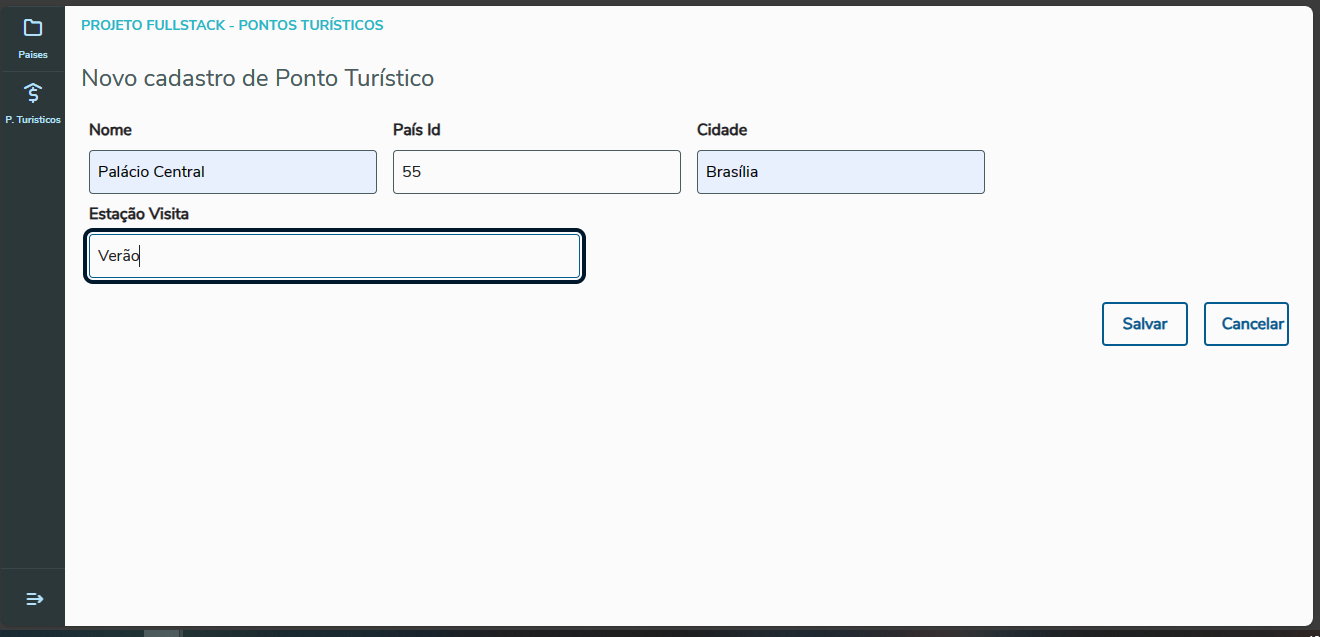 PROJETO FULLSTACK - PONTOS TURÍSTICOS
Paises
P. Turisticos
Novo cadastro de Ponto Turístico
Nome País Id Cidade
Palácio Central 55 Brasília
Estação Visita
Verão
Salvar Cancelar